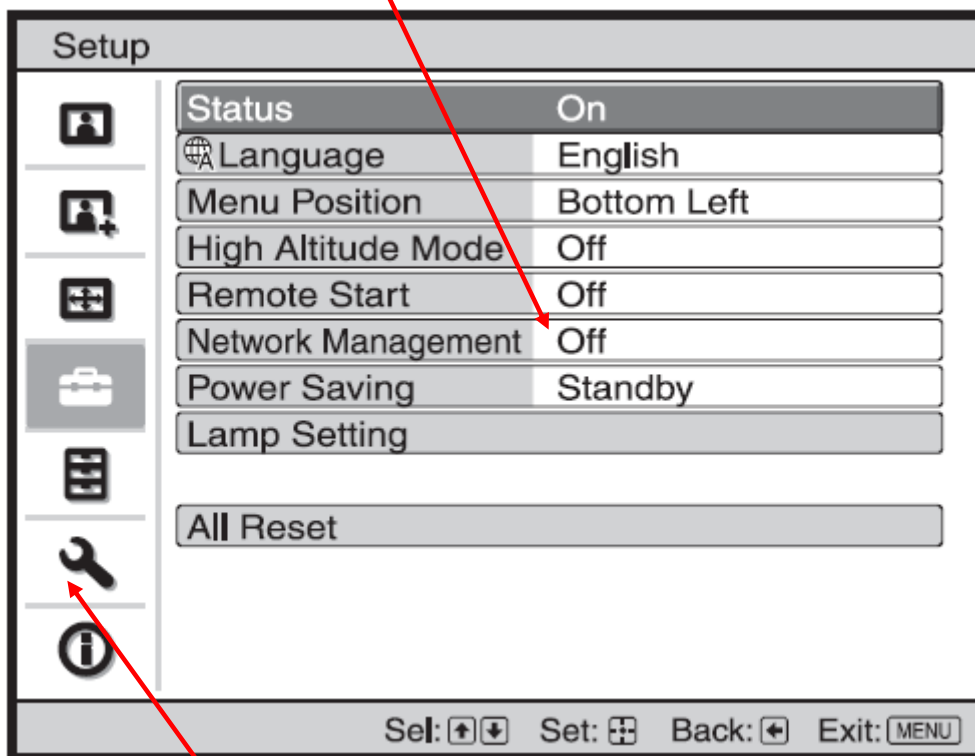 Setup
Status On
Language English
Menu Position Bottom Left
High Altitude Mode Off
Remote Start Off
Network Management Off
Power Saving Standby
Lamp Setting
All Reset
Sel: Set: Back: Exit: MENU